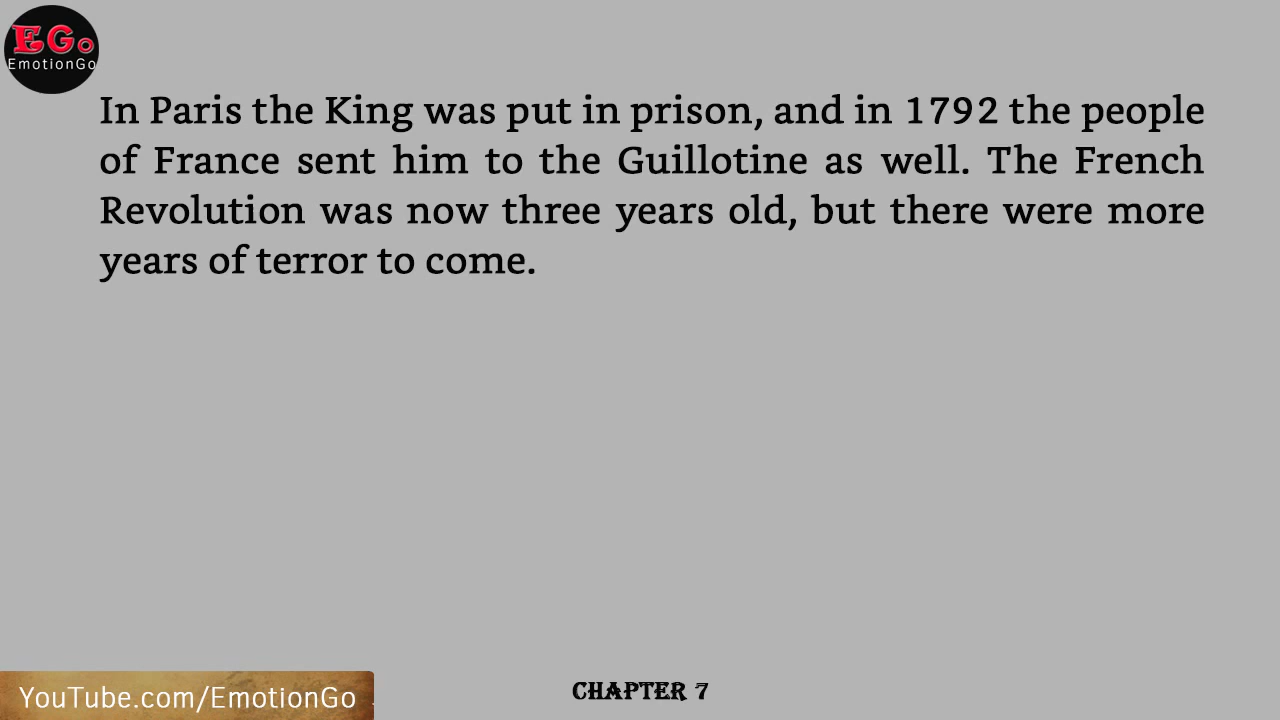 EGo
EmotionGo
In Paris the King was put in prison, and in 1792 the people
of France sent him to the Guillotine as well. The French
Revolution was now three years old, but there were more
years of terror to come.
YouTube.com/EmotionGo
CHAPTER 7